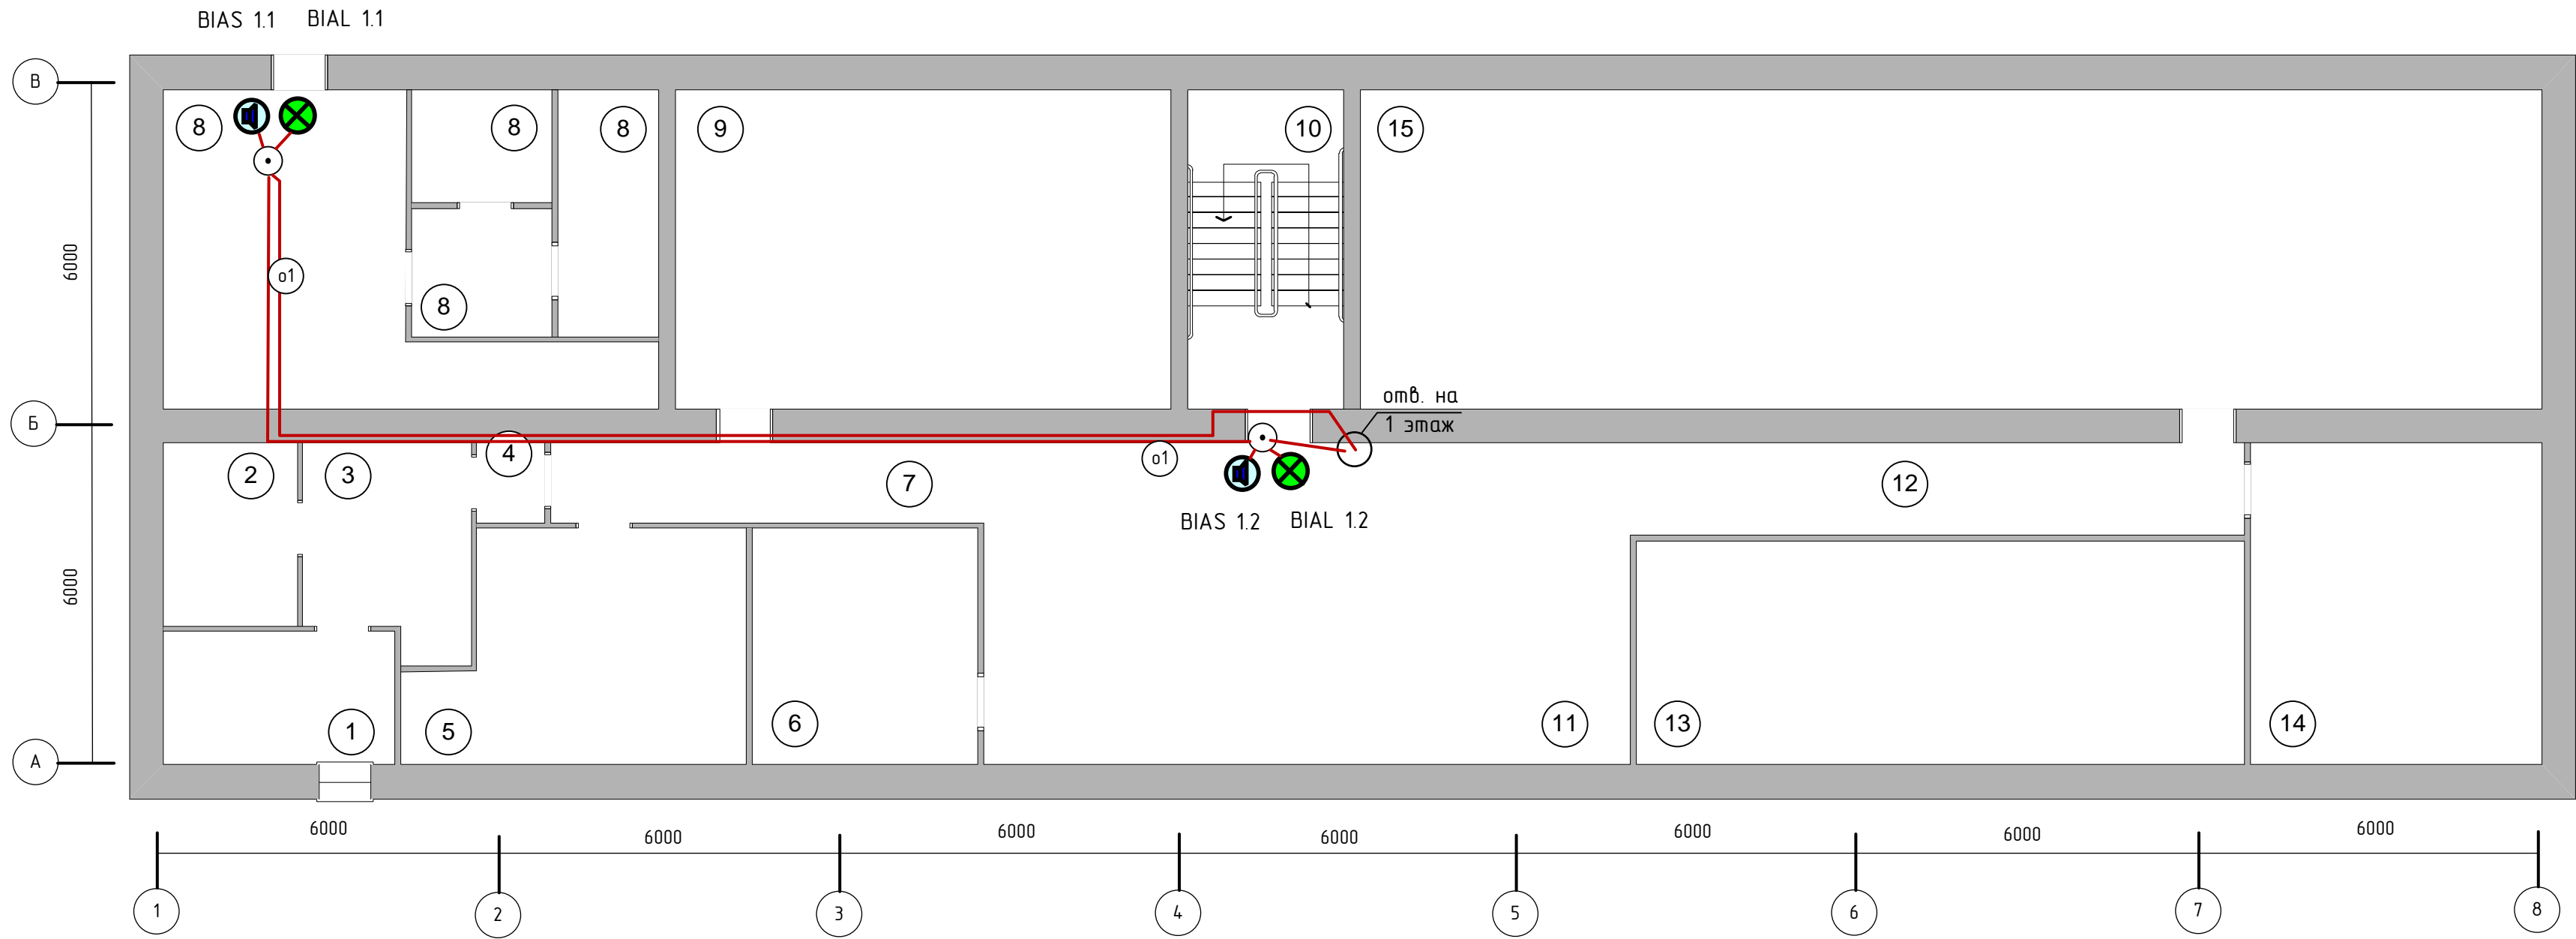 BIAS 1.1 BIAL 1.1
В
8 8 8 9 10 15
6000
о1
8
отв. на
1 этаж
Б
4
о1
2 3 7 12
BIAS 1.2 BIAL 1.2
6000
1 5 6 11 13 14
А
6000 6000 6000 6000 6000 6000 6000
1 2 3 4 5 6 7 8